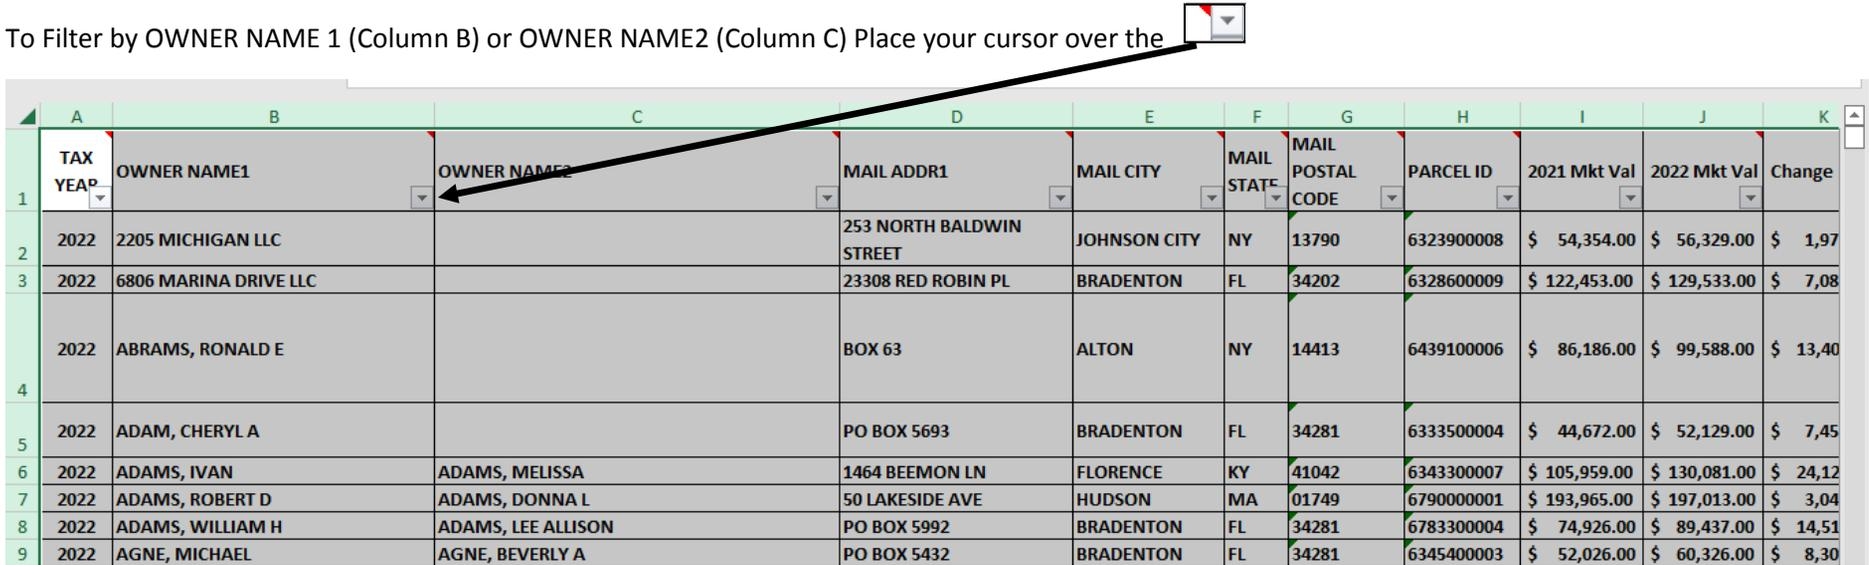 To Filter by OWNER NAME 1 (Column B) or OWNER NAME2 (Column C) Place your cursor over the
A B C D E F G H I J K
1 TAX YEAR OWNER NAME1 OWNER NAME2 MAIL ADDR1 MAIL CITY MAIL STATE MAIL POSTAL CODE PARCEL ID 2021 Mkt Val 2022 Mkt Val Change
2 2022 2205 MICHIGAN LLC 253 NORTH BALDWIN STREET JOHNSON CITY NY 13790 6323900008 $ 54,354.00 $ 56,329.00 $ 1,97
3 2022 6806 MARINA DRIVE LLC 23308 RED ROBIN PL BRADENTON FL 34202 6328600009 $ 122,453.00 $ 129,533.00 $ 7,08
4 2022 ABRAMS, RONALD E BOX 63 ALTON NY 14413 6439100006 $ 86,186.00 $ 99,588.00 $ 13,40
5 2022 ADAM, CHERYL A PO BOX 5693 BRADENTON FL 34281 6333500004 $ 44,672.00 $ 52,129.00 $ 7,45
6 2022 ADAMS, IVAN ADAMS, MELISSA 1464 BEEMON LN FLORENCE KY 41042 6343300007 $ 105,959.00 $ 130,081.00 $ 24,12
7 2022 ADAMS, ROBERT D ADAMS, DONNA L 50 LAKESIDE AVE HUDSON MA 01749 6790000001 $ 193,965.00 $ 197,013.00 $ 3,04
8 2022 ADAMS, WILLIAM H ADAMS, LEE ALLISON PO BOX 5992 BRADENTON FL 34281 6783300004 $ 74,926.00 $ 89,437.00 $ 14,51
9 2022 AGNE, MICHAEL AGNE, BEVERLY A PO BOX 5432 BRADENTON FL 34281 6345400003 $ 52,026.00 $ 60,326.00 $ 8,30